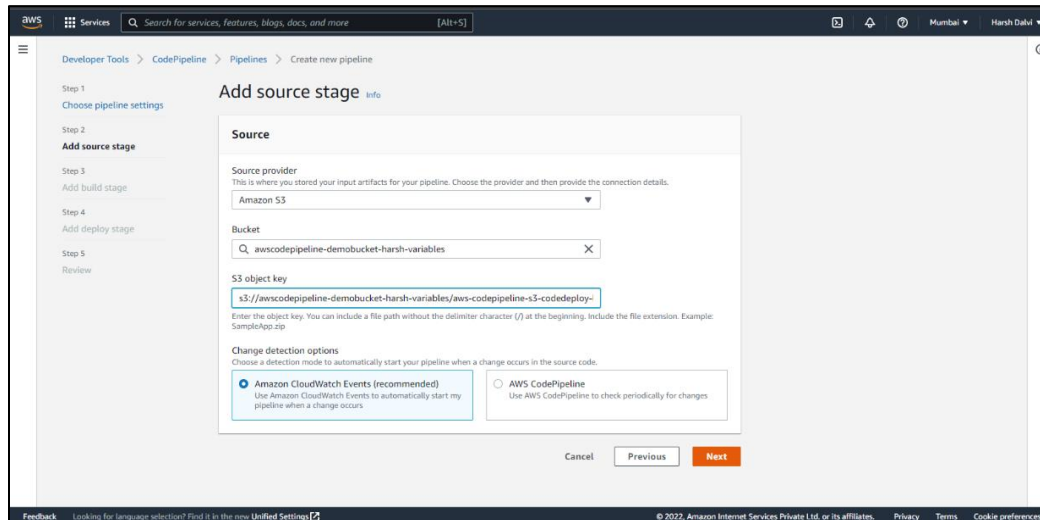 aws Services Search for services, features, blogs, docs, and more [Alt+S] Mumbai ▼ Harsh Dalvi
Developer Tools > CodePipeline > Pipelines > Create new pipeline
Step 1
Choose pipeline settings
Step 2
Add source stage
Step 3
Add build stage
Step 4
Add deploy stage
Step 5
Review
Add source stage Info
Source
Source provider
This is where you stored your input artifacts for your pipeline. Choose the provider and then provide the connection details.
Amazon S3
Bucket
awscodepipeline-demobucket-harsh-variables
S3 object key
s3://awscodepipeline-demobucket-harsh-variables/aws-codepipeline-s3-codedeploy-
Enter the object key. You can include a file path without the delimiter character (/) at the beginning. Include the file extension. Example:
SampleApp.zip
Change detection options
Choose a detection mode to automatically start your pipeline when a change occurs in the source code.
Amazon CloudWatch Events (recommended)
Use Amazon CloudWatch Events to automatically start my
pipeline when a change occurs
AWS CodePipeline
Use AWS CodePipeline to check periodically for changes
Cancel Previous Next
Feedback Looking for language selection? Find it in the new Unified Settings © 2022, Amazon Internet Services Private Ltd. or its affiliates. Privacy Terms Cookie preferences